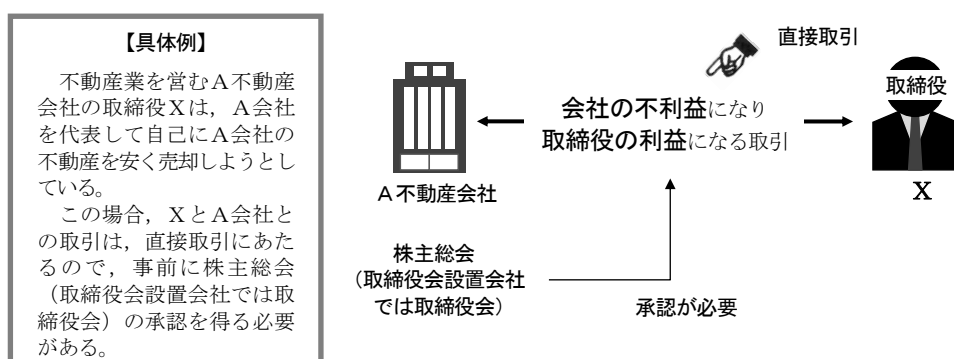 【具体例】
　不動産業を営むA不動産
会社の取締役Xは，A会社
を代表して自己にA会社の
不動産を安く売却しようとし
ている。
　この場合，XとA会社と
の取引は，直接取引にあた
るので，事前に株主総会
（取締役会設置会社では取
締役会）の承認を得る必要
がある。
直接取引
会社の不利益になり
取締役の利益になる取引
A不動産会社
取締役
X
株主総会
（取締役会設置会社
では取締役会）
承認が必要